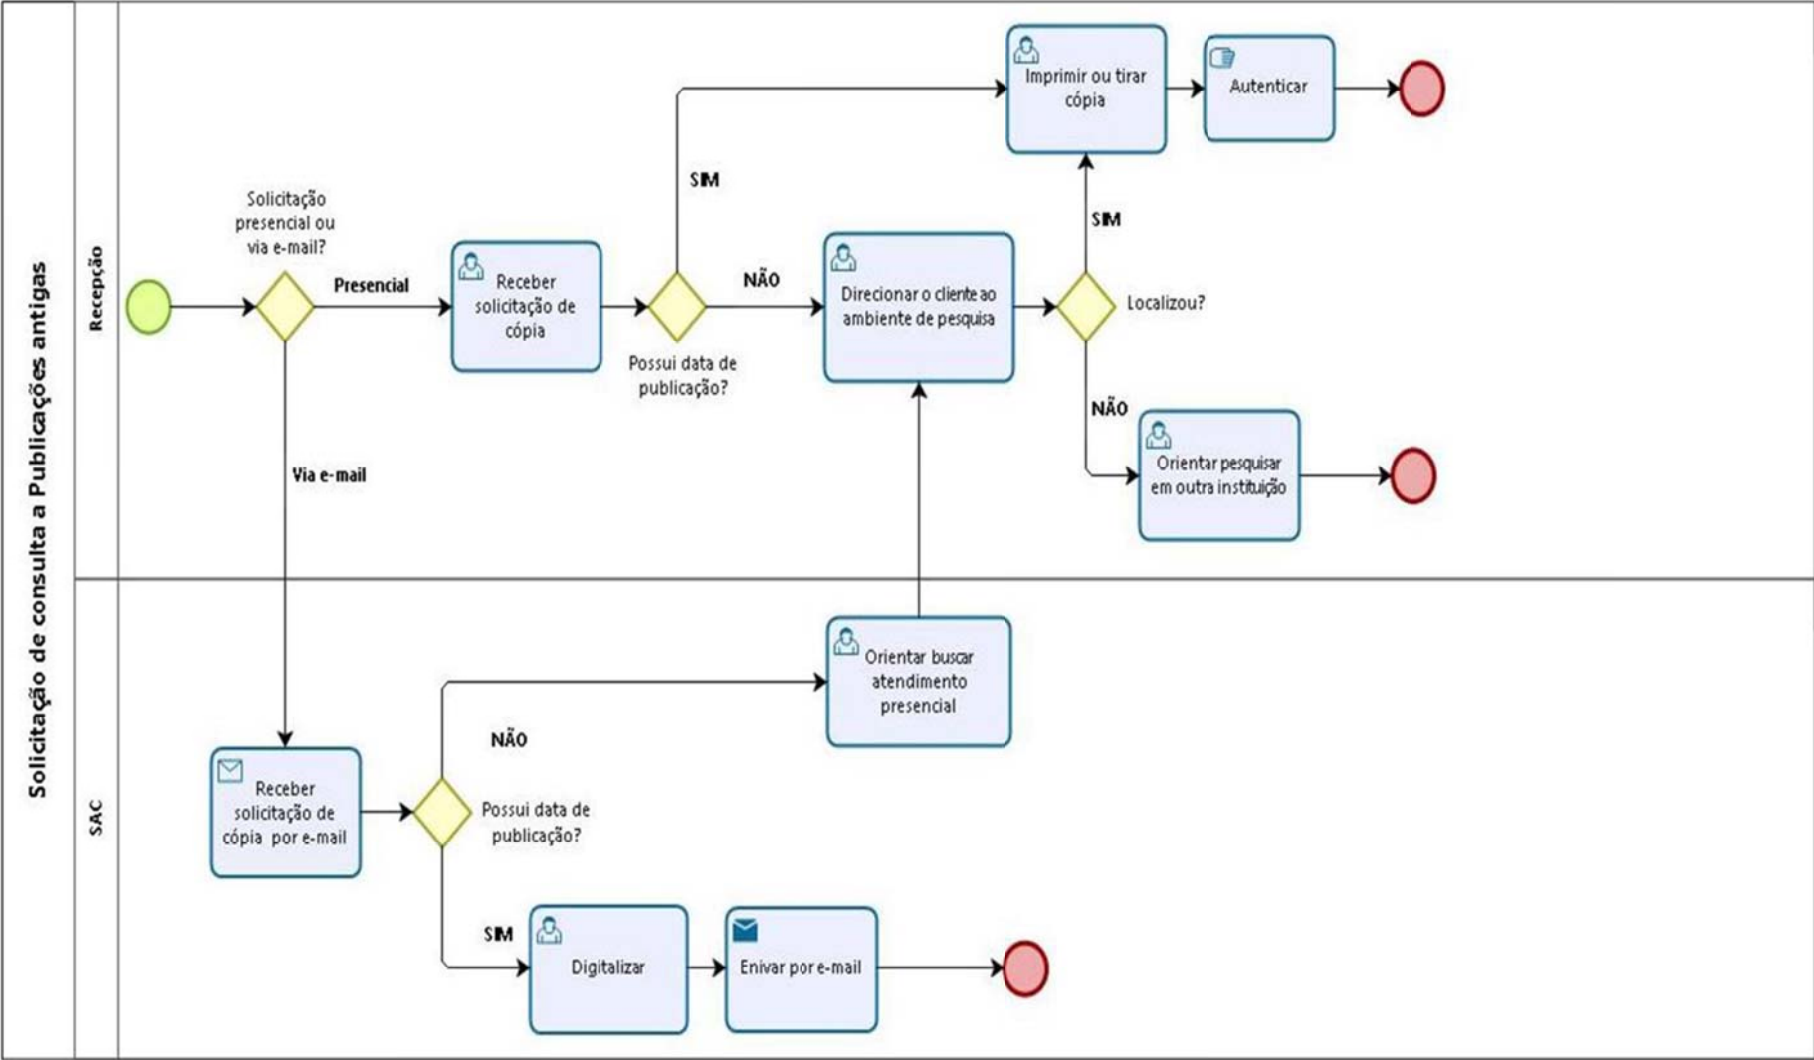 Solicitação de consulta a Publicações antigas
Recepção
Solicitação
presencial ou
via e-mail?
Presencial
Via e-mail
Receber
solicitação de
cópia
SIM
NÃO
Possui data de
publicação?
Direcionar o cliente ao
ambiente de pesquisa
Imprimir ou tirar
cópia
Autenticar
SIM
Localizou?
NÃO
Orientar pesquisar
em outra instituição
SAC
Receber
solicitação de
cópia por e-mail
NÃO
Possui data de
publicação?
SIM
Orientar buscar
atendimento
presencial
Digitalizar
Enivar por e-mail